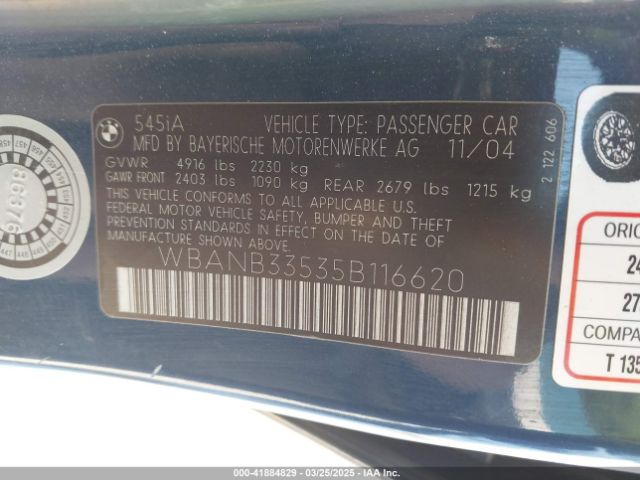 545iA VEHICLE TYPE: PASSENGER CAR
MFD BY BAYERISCHE MOTORENWERKE AG 11/04
GVWR 4916 lbs 2230 kg
GAWR FRONT 2403 lbs 1090 kg REAR 2679 lbs 1215 kg
THIS VEHICLE CONFORMS TO ALL APPLICABLE U.S.
FEDERAL MOTOR VEHICLE SAFETY, BUMPER AND THEFT
PREVENTION STANDARDS IN EFFECT ON THE DATE OF
MANUFACTURE SHOWN ABOVE.
WBANB33535B116620
2 122 606
86376
ORIG
24
27
COMPA
T 135
000-41884829 | 03/25/2025 | IAAI.COM